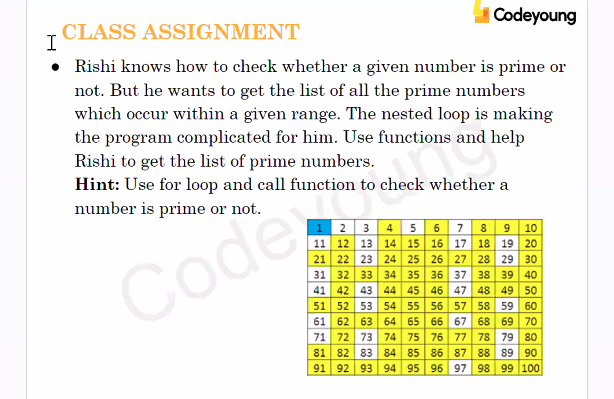 Codeyoung
CLASS ASSIGNMENT
• Rishi knows how to check whether a given number is prime or
not. But he wants to get the list of all the prime numbers
which occur within a given range. The nested loop is making
the program complicated for him. Use functions and help
Rishi to get the list of prime numbers.
Hint: Use for loop and call function to check whether a
number is prime or not.
Codeyoung
1 2 3 4 5 6 7 8 9 10
11 12 13 14 15 16 17 18 19 20
21 22 23 24 25 26 27 28 29 30
31 32 33 34 35 36 37 38 39 40
41 42 43 44 45 46 47 48 49 50
51 52 53 54 55 56 57 58 59 60
61 62 63 64 65 66 67 68 69 70
71 72 73 74 75 76 77 78 79 80
81 82 83 84 85 86 87 88 89 90
91 92 93 94 95 96 97 98 99 100